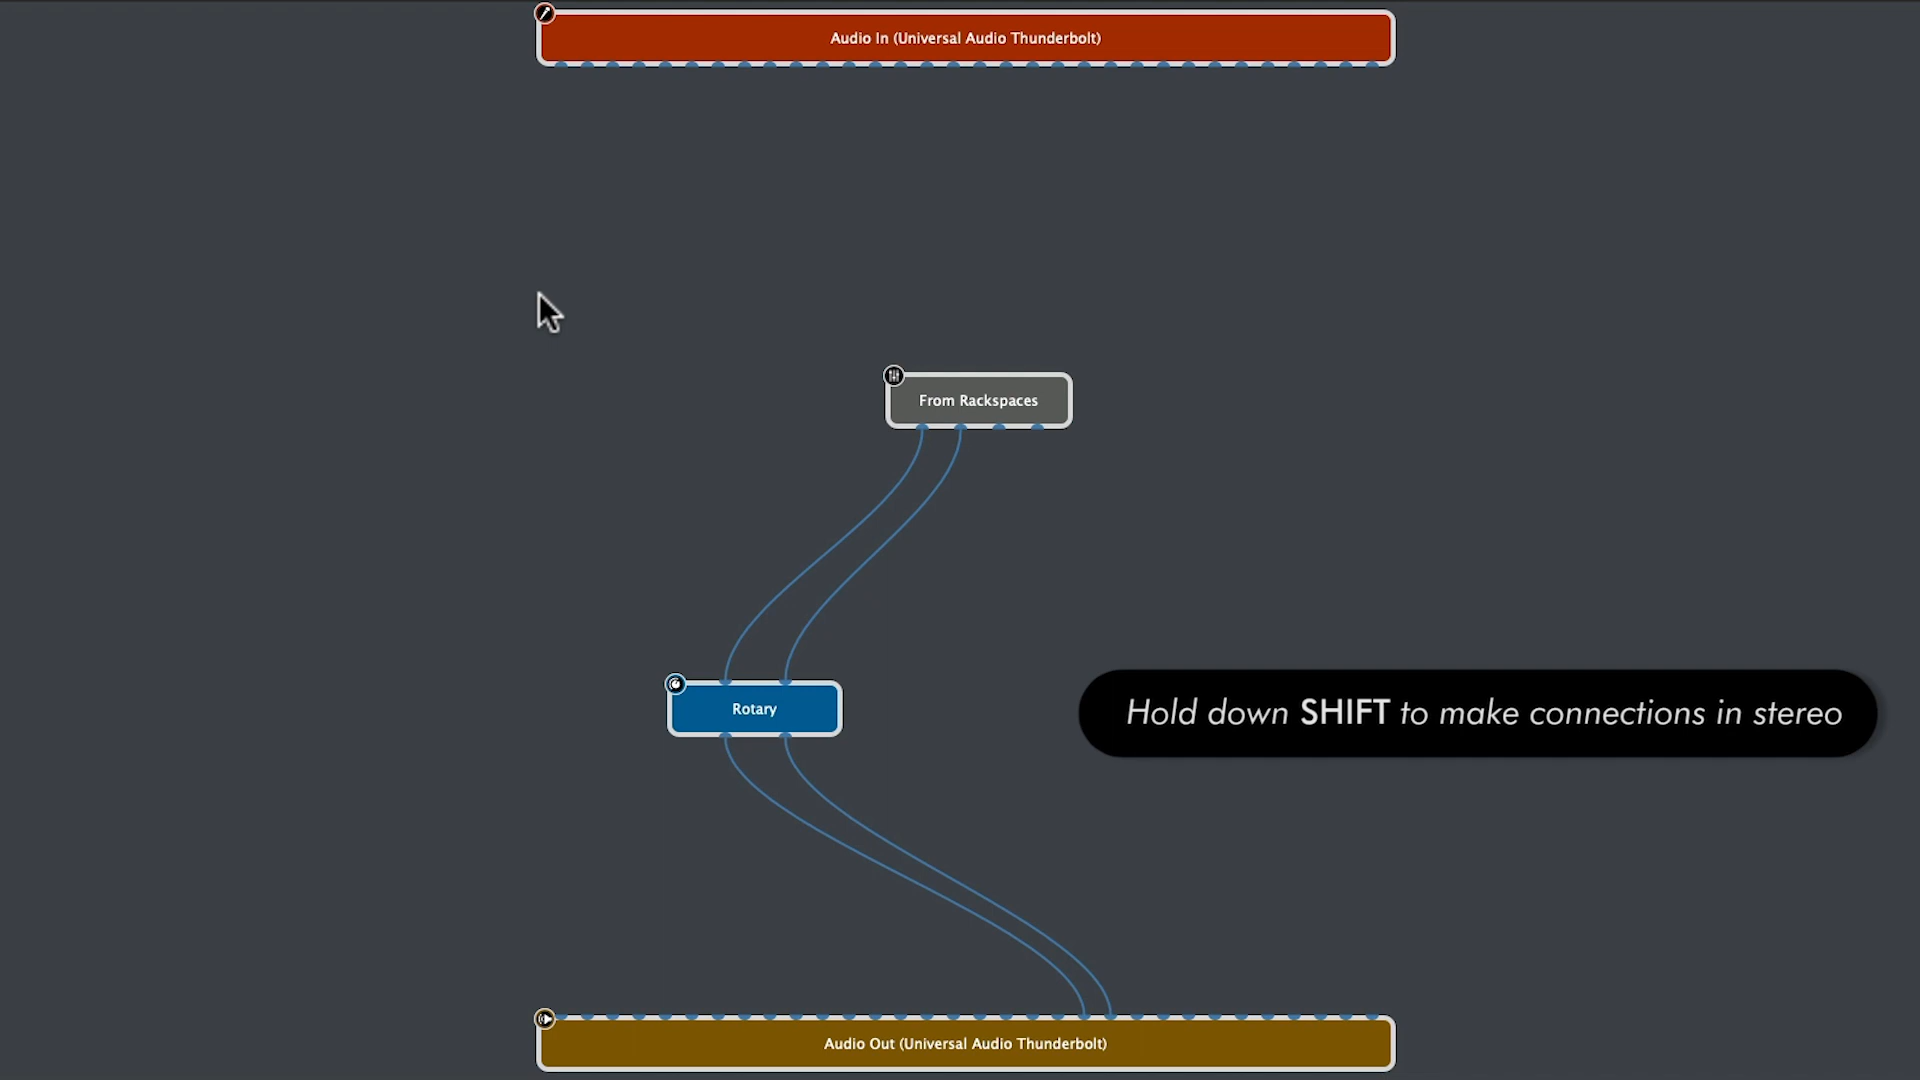 Audio In (Universal Audio Thunderbolt)
From Rackspaces
Rotary
Hold down SHIFT to make connections in stereo
Audio Out (Universal Audio Thunderbolt)